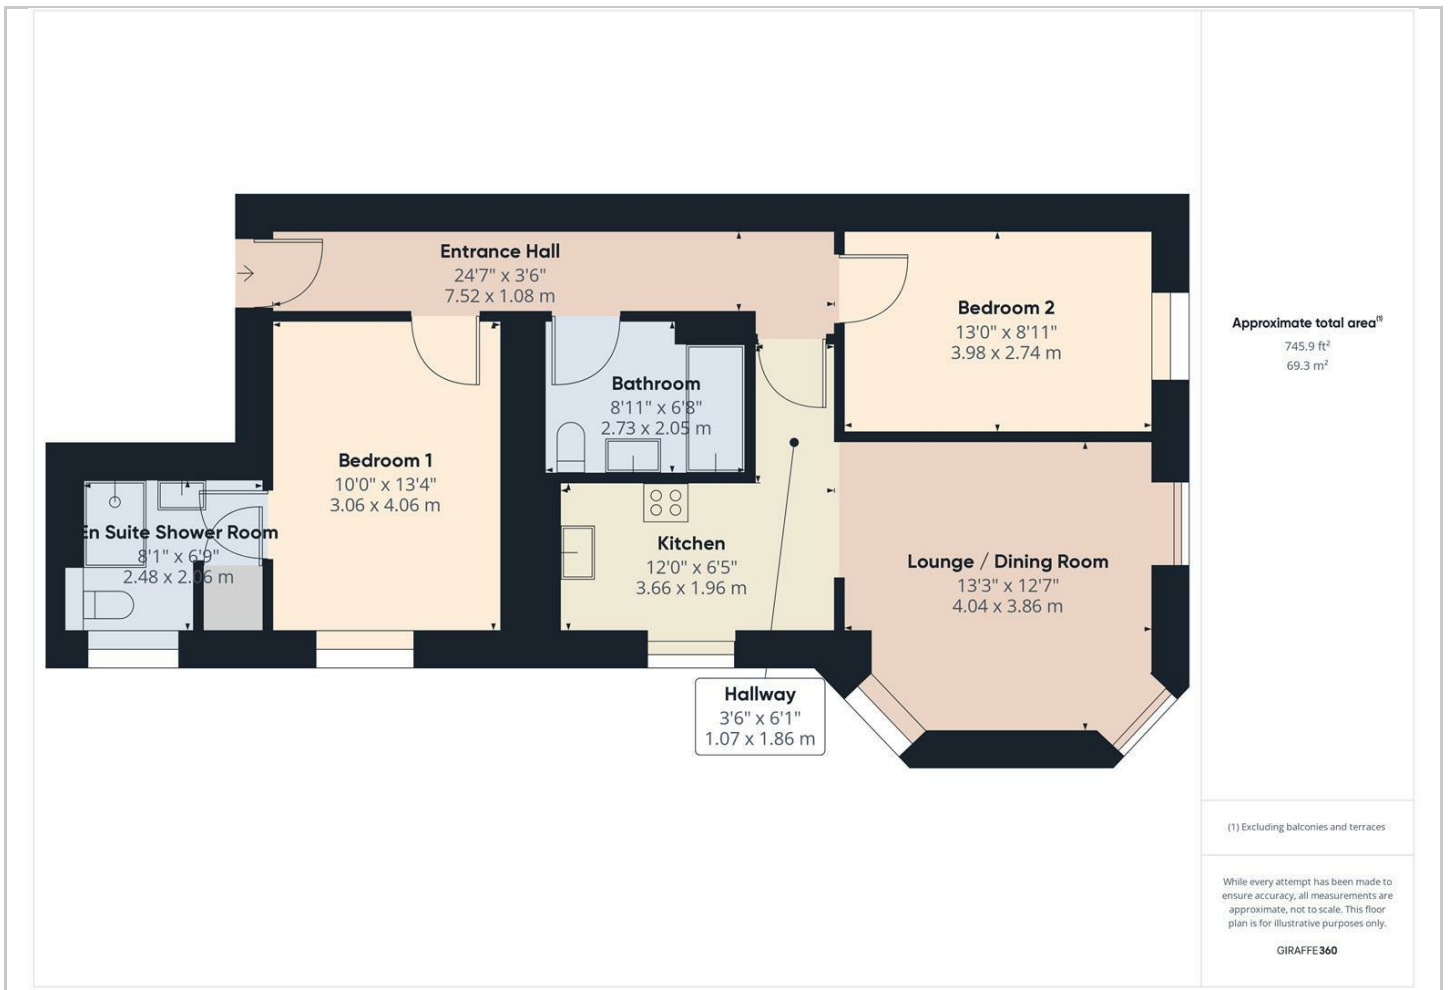 Entrance Hall
24'7" x 3'6"
7.52 x 1.08 m
Bedroom 2
13'0" x 8'11"
3.98 x 2.74 m
Bathroom
8'11" x 6'8"
2.73 x 2.05 m
Bedroom 1
10'0" x 13'4"
3.06 x 4.06 m
En Suite Shower Room
8'1" x 6'9"
2.48 x 2.06 m
Kitchen
12'0" x 6'5"
3.66 x 1.96 m
Lounge / Dining Room
13'3" x 12'7"
4.04 x 3.86 m
Hallway
3'6" x 6'1"
1.07 x 1.86 m
Approximate total area(1)
745.9 ft²
69.3 m²
(1) Excluding balconies and terraces
While every attempt has been made to
ensure accuracy, all measurements are
approximate, not to scale. This floor
plan is for illustrative purposes only.
GIRAFFE360